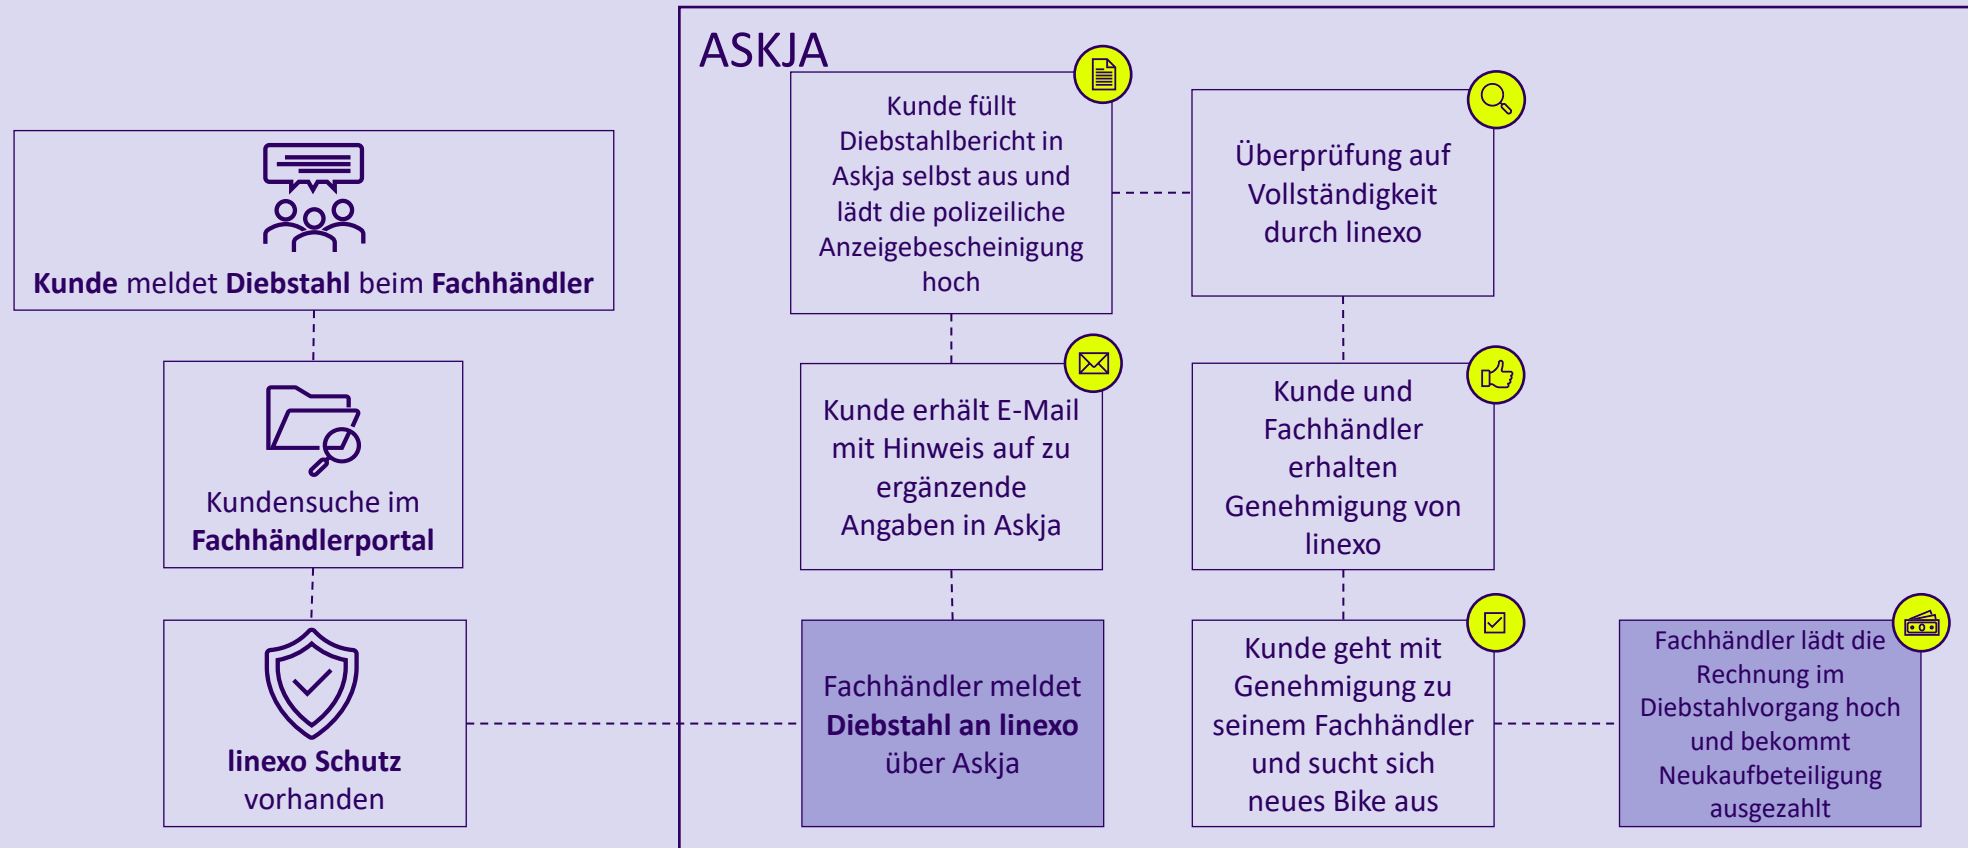 Kunde meldet Diebstahl beim Fachhändler
Kundensuche im
Fachhändlerportal
linexo Schutz
vorhanden
ASKJA
Fachhändler meldet
Diebstahl an linexo
über Askja
Kunde erhält E-Mail
mit Hinweis auf zu
ergänzende
Angaben in Askja
Kunde füllt
Diebstahlbericht in
Askja selbst aus und
lädt die polizeiliche
Anzeigebescheinigung
hoch
Überprüfung auf
Vollständigkeit
durch linexo
Kunde und
Fachhändler
erhalten
Genehmigung von
linexo
Kunde geht mit
Genehmigung zu
seinem Fachhändler
und sucht sich
neues Bike aus
Fachhändler lädt die
Rechnung im
Diebstahlvorgang hoch
und bekommt
Neukaufbeteiligung
ausgezahlt